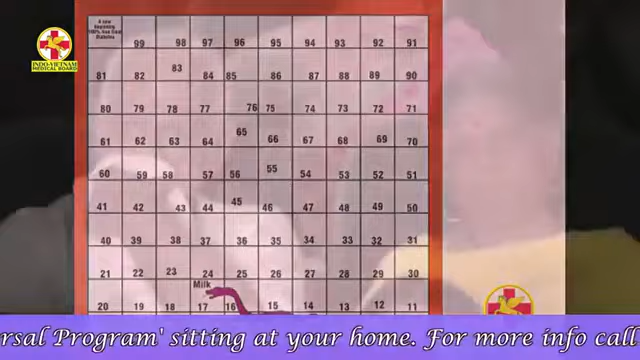 INDO-VIETNAM
MEDICAL BOARD
A new
beginning
99 98 97 96 95 94 93 92 91
81 82 83 84 85 86 87 88 89 90
80 79 78 77 76 75 74 73 72 71
61 62 63 64 65 66 67 68 69 70
60 59 58 57 56 55 54 53 52 51
41 42 43 44 45 46 47 48 49 50
40 39 38 37 36 35 34 33 32 31
21 22 23 24 25 26 27 28 29 30
Milk
20 19 18 17 16 15 14 13 12 11
rsal Program' sitting at your home. For more info call